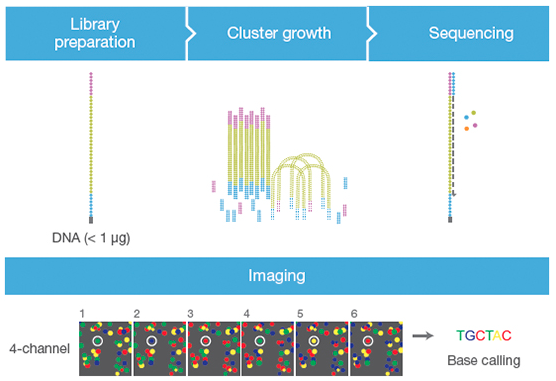 Library
preparation
Cluster growth
Sequencing
DNA (< 1 µg)
Imaging
1 2 3 4 5 6
4-channel
TGCTAC
Base calling